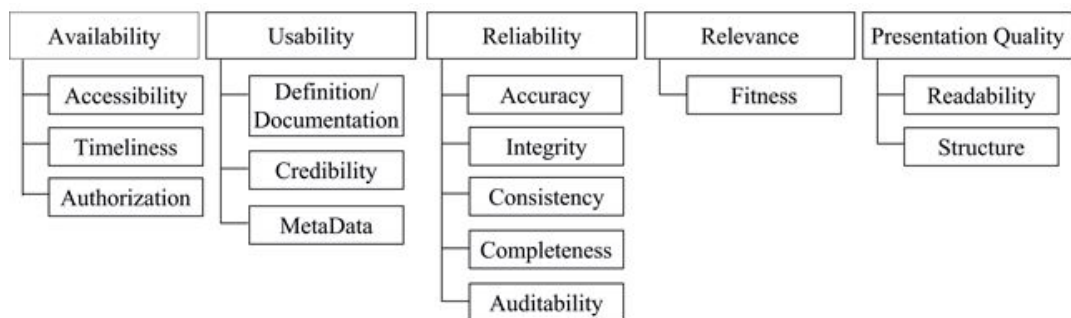 Availability
Accessibility
Timeliness
Authorization
Usability
Definition/
Documentation
Credibility
MetaData
Reliability
Accuracy
Integrity
Consistency
Completeness
Auditability
Relevance
Fitness
Presentation Quality
Readability
Structure